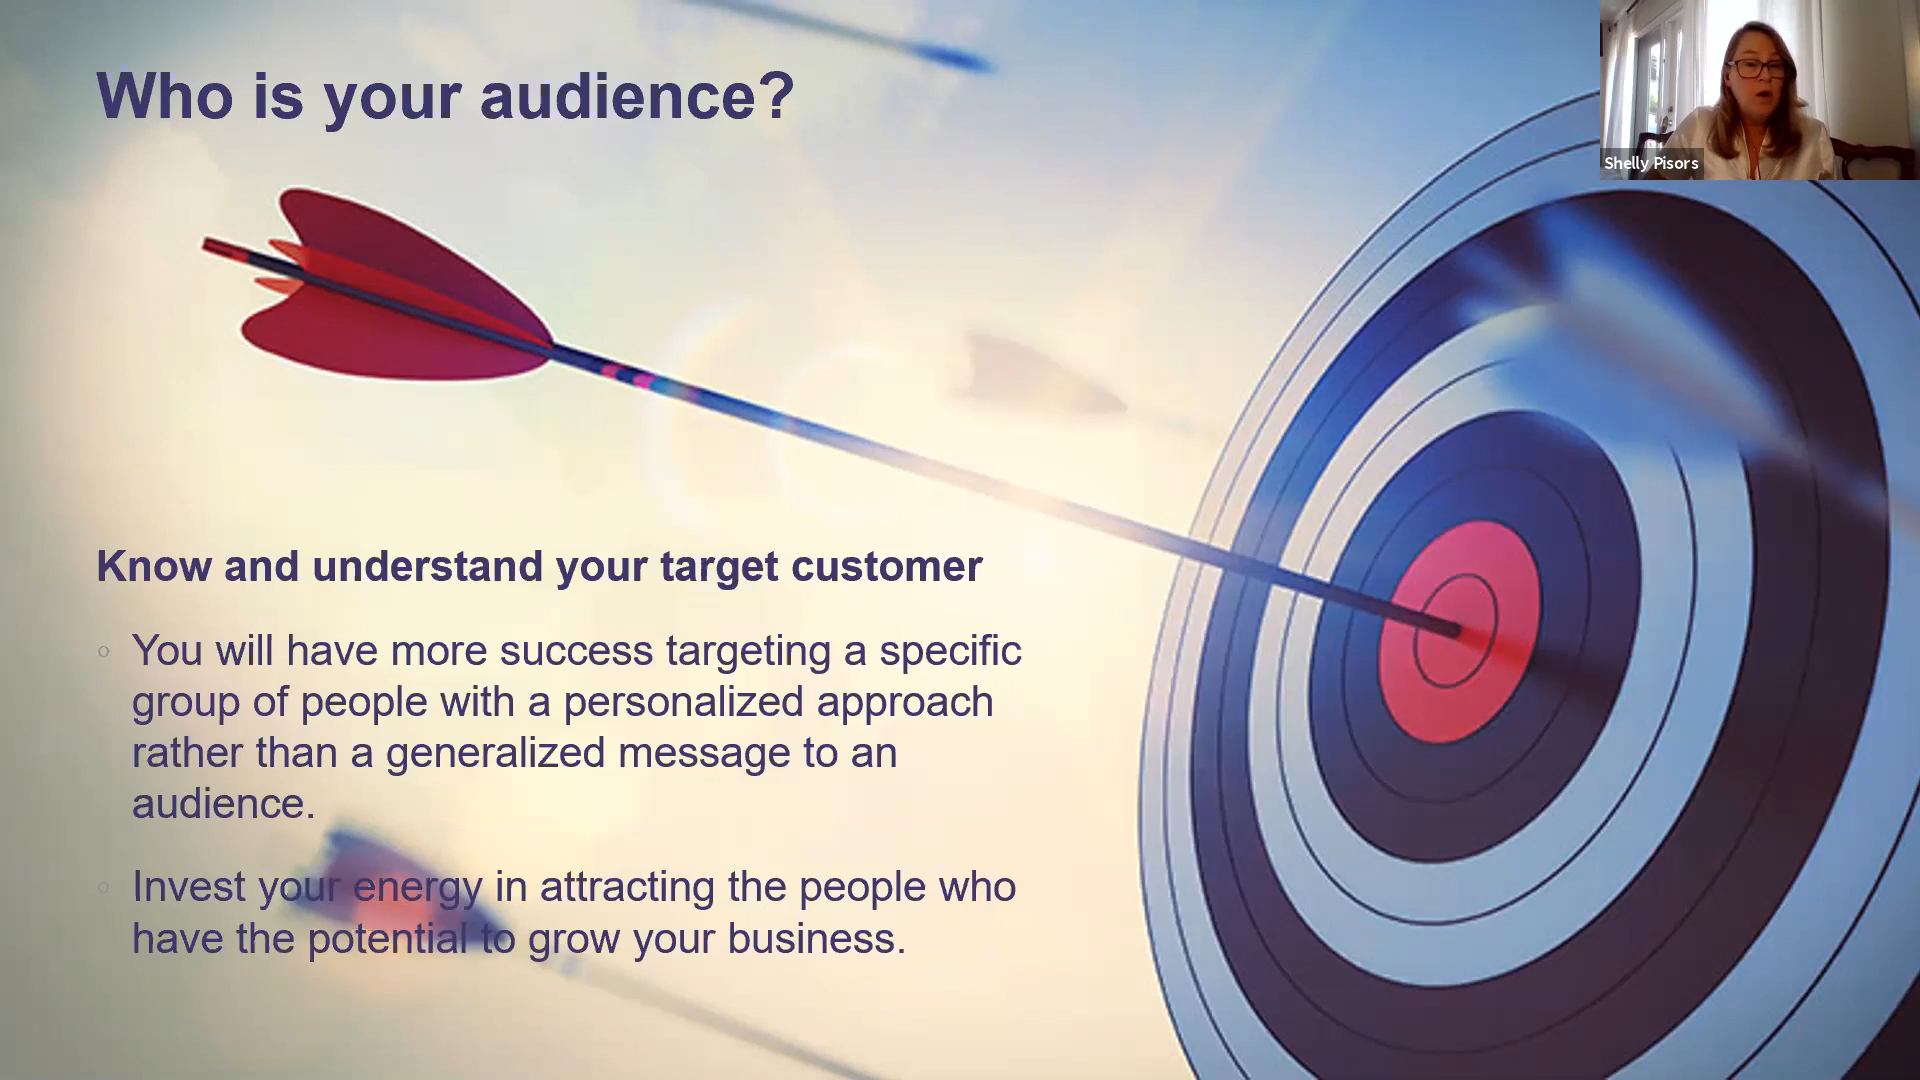 Who is your audience?
Shelly Pisors
Know and understand your target customer
You will have more success targeting a specific
group of people with a personalized approach
rather than a generalized message to an
audience.
Invest your energy in attracting the people who
have the potential to grow your business.